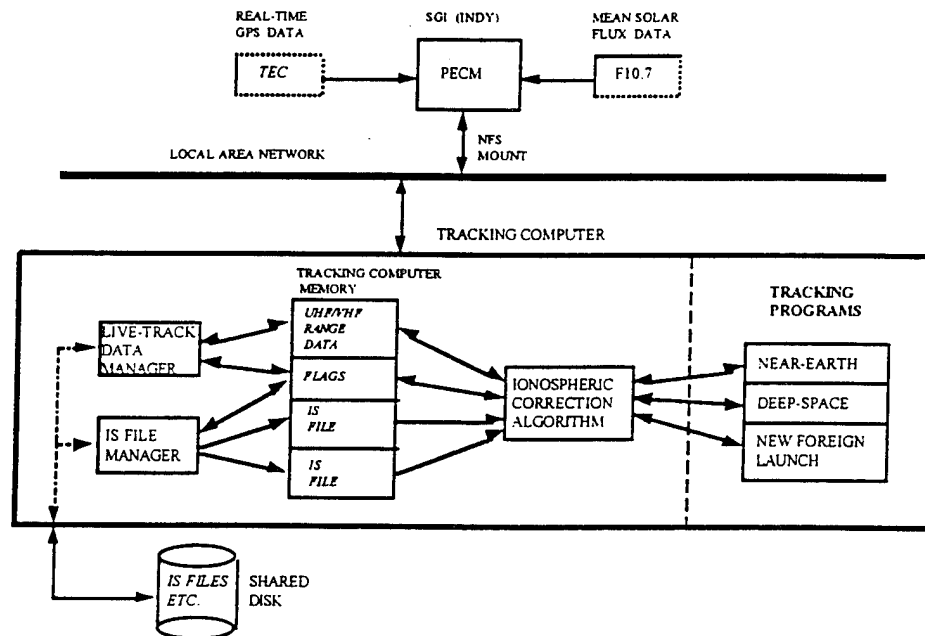 REAL-TIME
GPS DATA
SGI (INDY)
MEAN SOLAR
FLUX DATA
TEC
PECM
F10.7
NFS
MOUNT
LOCAL AREA NETWORK
TRACKING COMPUTER
TRACKING COMPUTER
MEMORY
TRACKING
PROGRAMS
UHF/VHF
RANGE
DATA
LIVE-TRACK
DATA
MANAGER
FLAGS
IS
FILE
IS
FILE
IS FILE
MANAGER
IONOSPHERIC
CORRECTION
ALGORITHM
NEAR-EARTH
DEEP-SPACE
NEW FOREIGN
LAUNCH
IS FILES
ETC.
SHARED
DISK